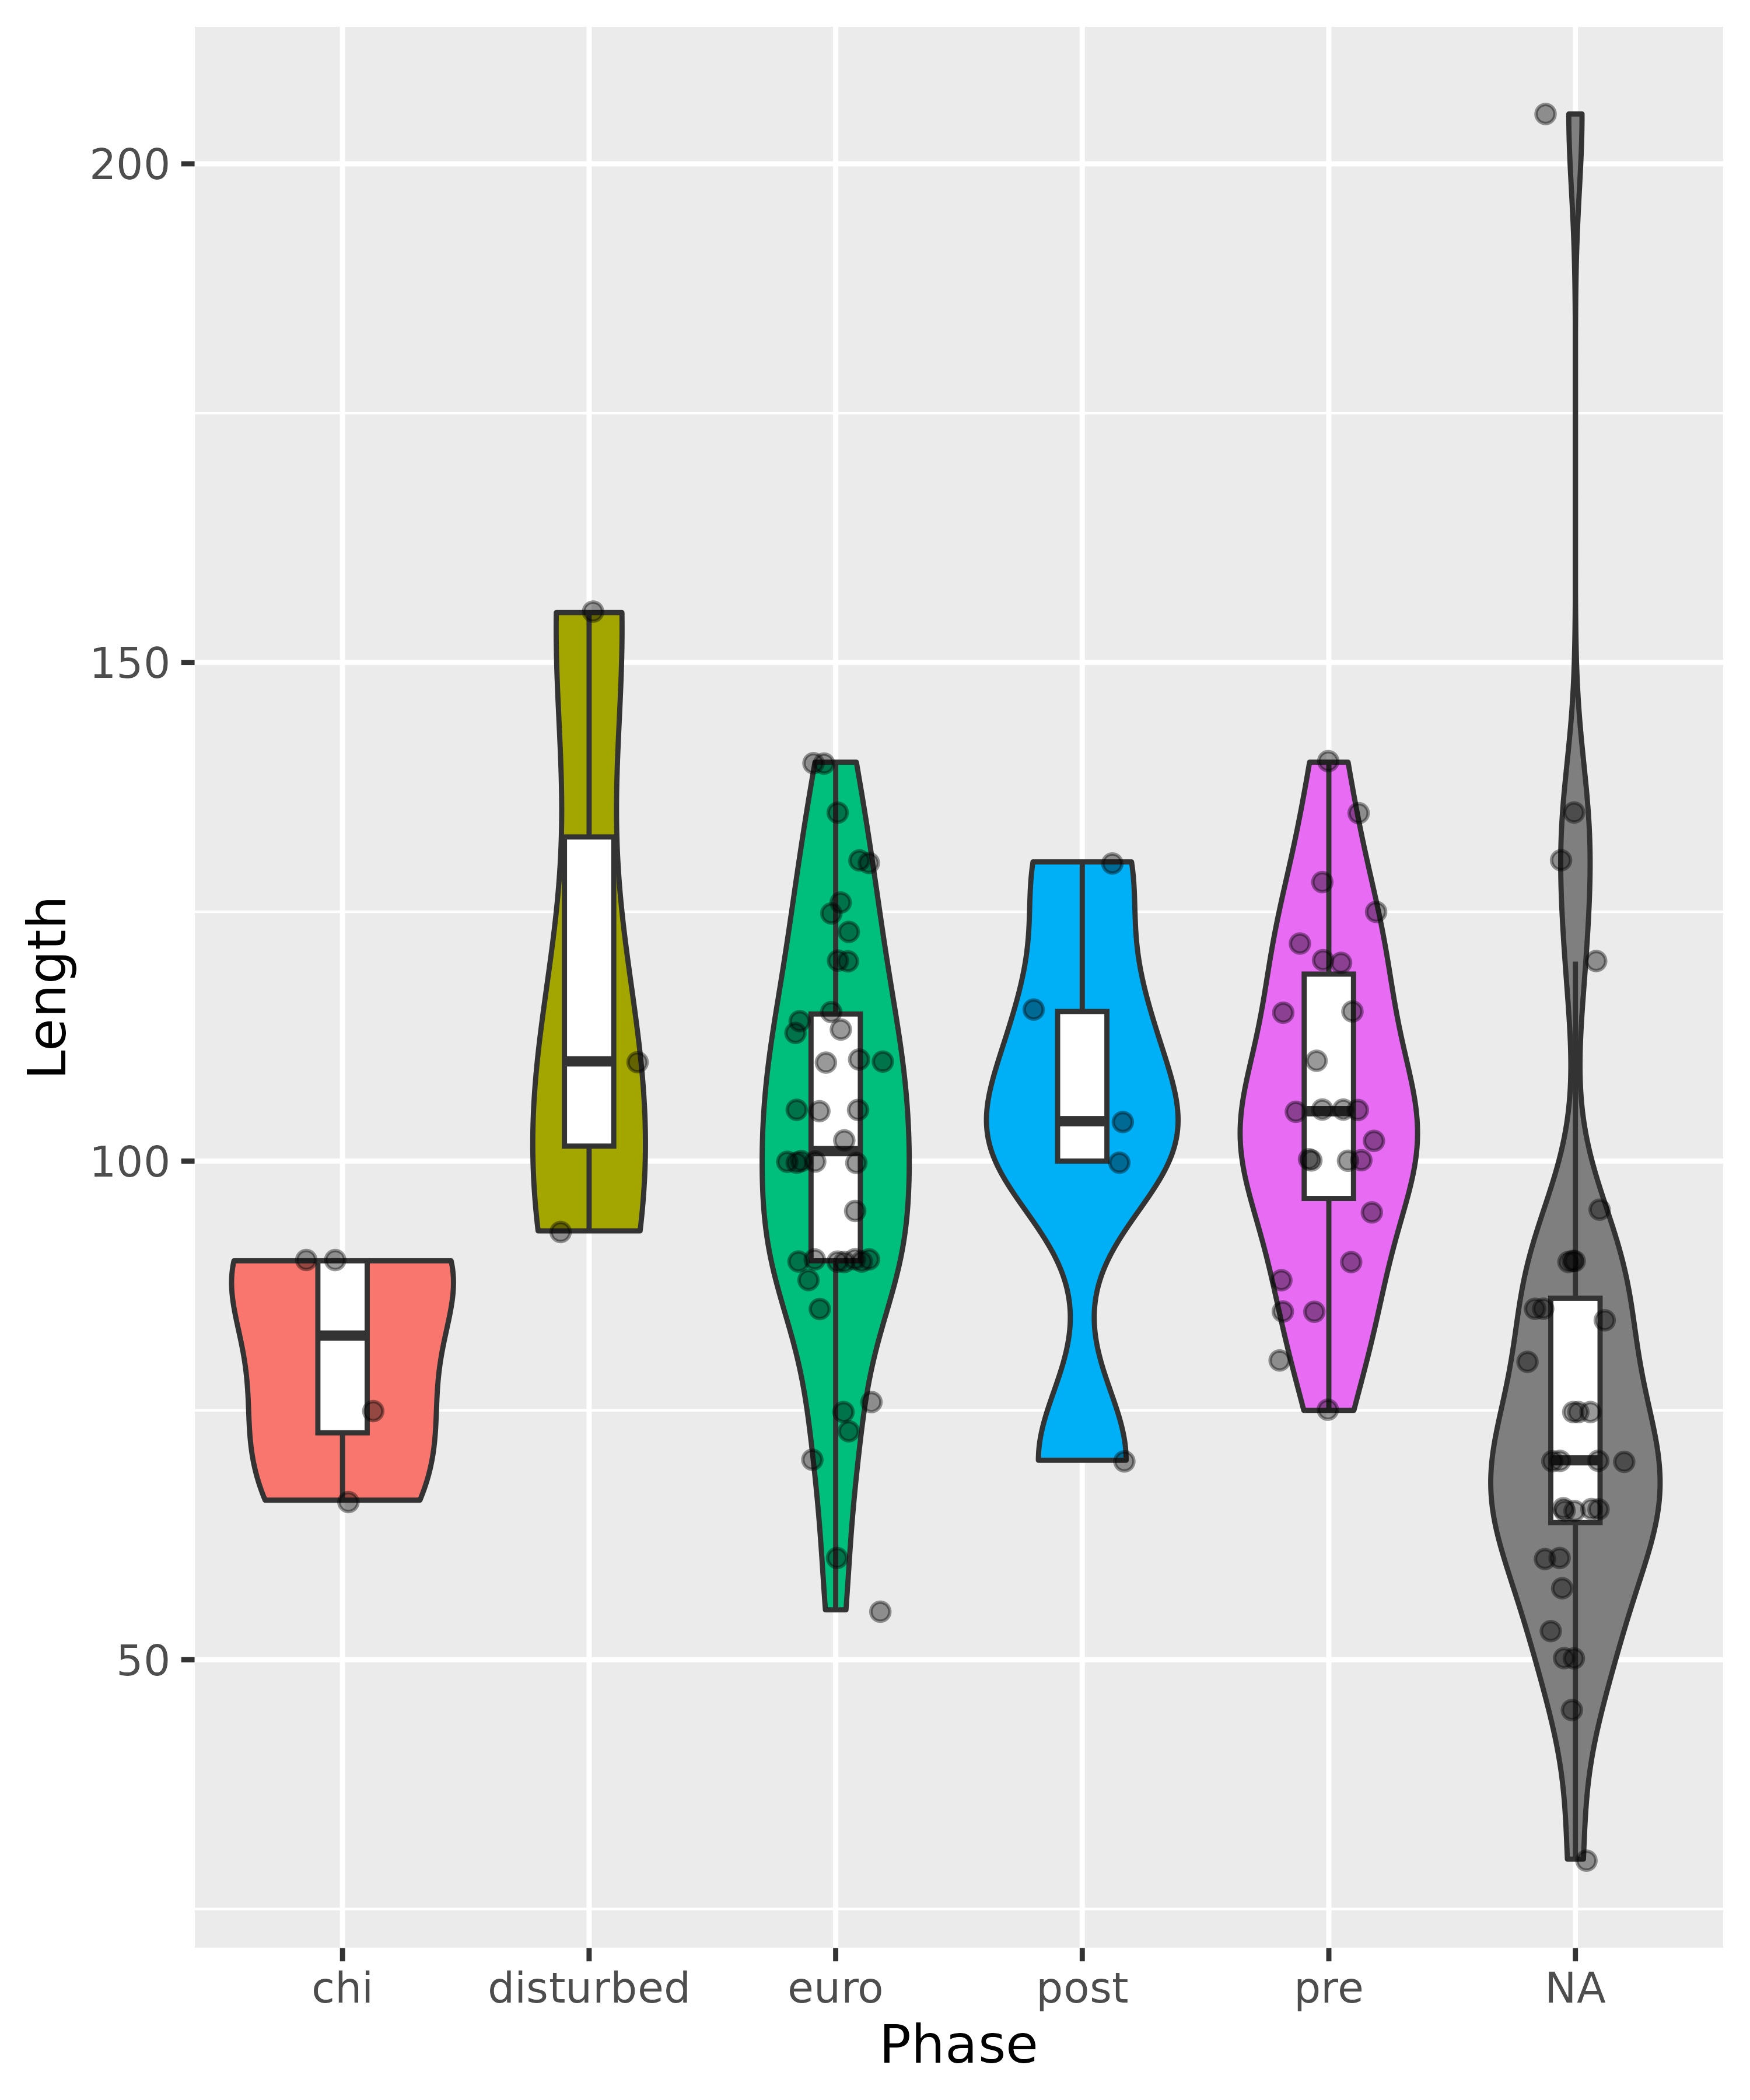 200
150
100
50
Length
chi disturbed euro post pre NA
Phase